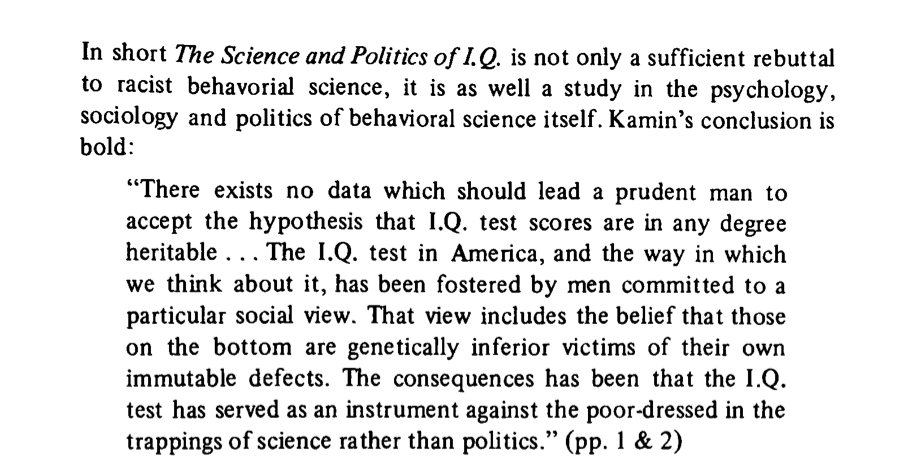 In short The Science and Politics of I.Q. is not only a sufficient rebuttal
to racist behavorial science, it is as well a study in the psychology,
sociology and politics of behavioral science itself. Kamin's conclusion is
bold:
“There exists no data which should lead a prudent man to
accept the hypothesis that I.Q. test scores are in any degree
heritable . . . The I.Q. test in America, and the way in which
we think about it, has been fostered by men committed to a
particular social view. That view includes the belief that those
on the bottom are genetically inferior victims of their own
immutable defects. The consequences has been that the I.Q.
test has served as an instrument against the poor-dressed in the
trappings of science rather than politics.” (pp. 1 & 2)